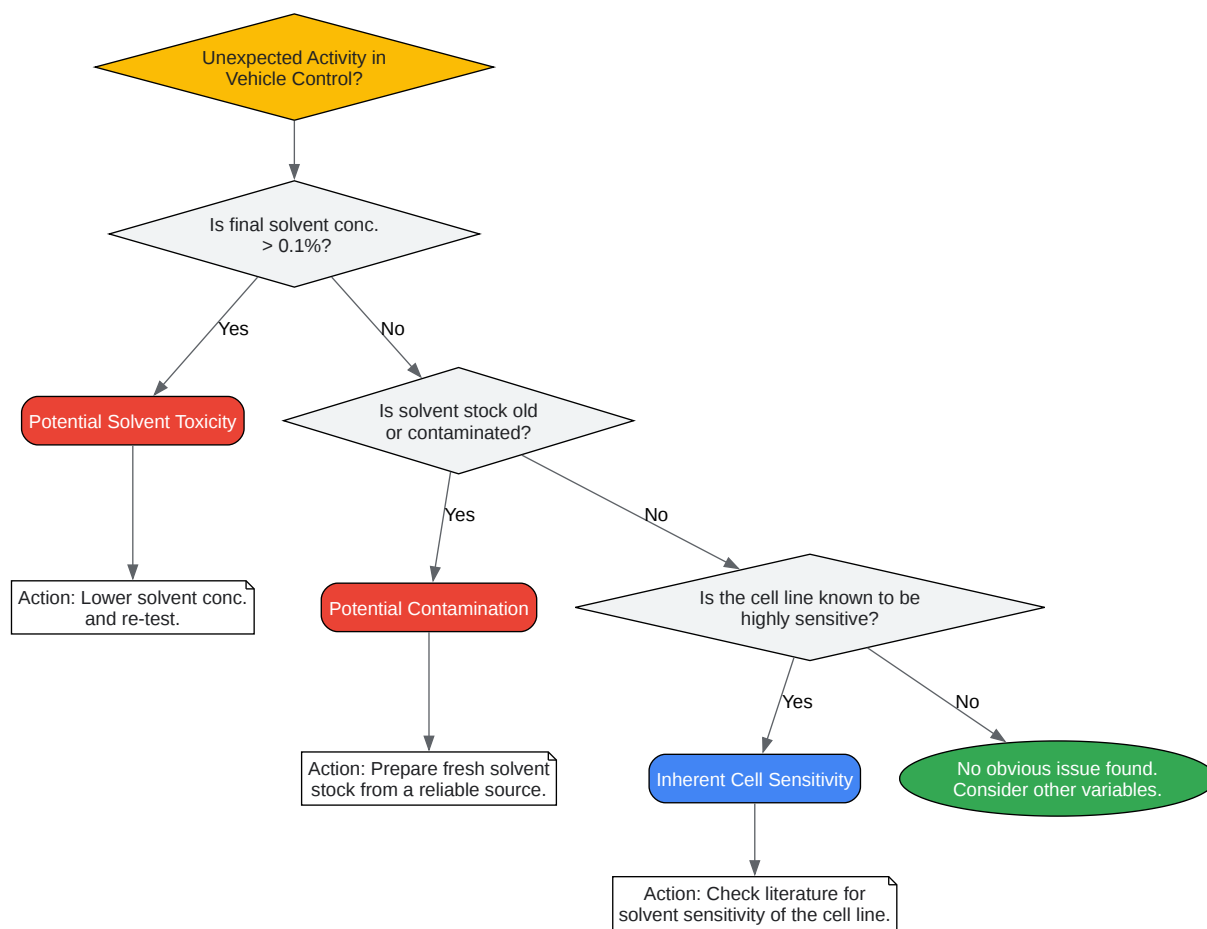 Unexpected Activity in
Vehicle Control?
Is final solvent conc.
> 0.1%?
Yes
No
Potential Solvent Toxicity
Is solvent stock old
or contaminated?
Yes
No
Action: Lower solvent conc.
and re-test.
Potential Contamination
Is the cell line known to be
highly sensitive?
Yes
No
Action: Prepare fresh solvent
stock from a reliable source.
Inherent Cell Sensitivity
No obvious issue found.
Consider other variables.
Action: Check literature for
solvent sensitivity of the cell line.